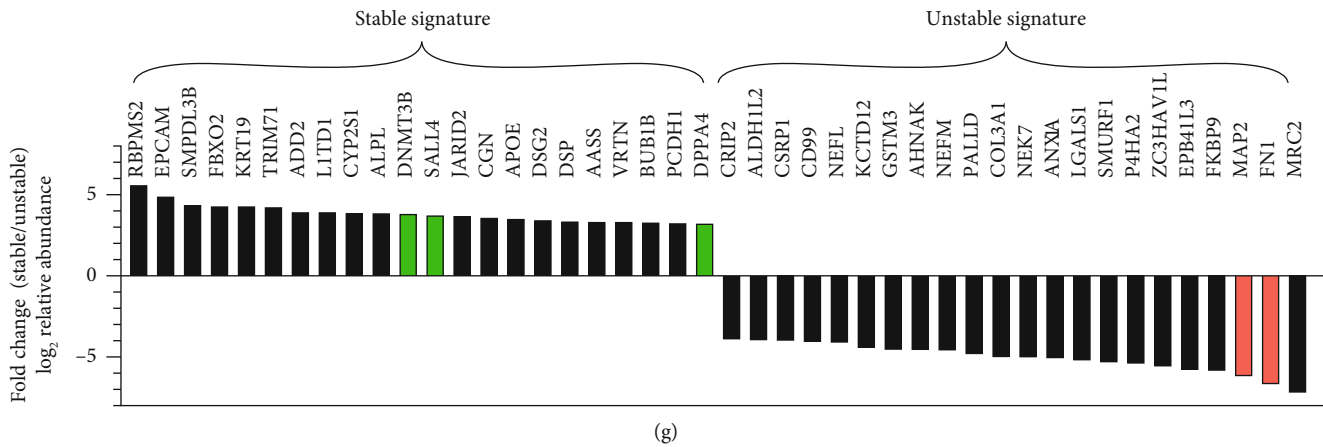 Stable signature
Unstable signature
RBPMS2
EPCAM
SMPDL3B
FBXO2
KRT19
TRIM71
ADD2
LITD1
CYP2S1
ALPL
DNMT3B
SALL4
JARID2
CGN
APOE
DSG2
DSP
AASS
VRTN
BUB1B
PCDH1
DPPA4
CRIP2
ALDH1L2
CSRP1
CD99
NEFL
KCTD12
GSTM3
AHNAK
NEFM
PALLD
COL3A1
NEK7
ANXIA
LGALS1
SMURF1
P4HA2
ZC3HAV1L
EPB41L3
FKBP9
MAP2
FN1
MRC2
5
0
−5
Fold change (stable/unstable)
log2 relative abundance
(g)